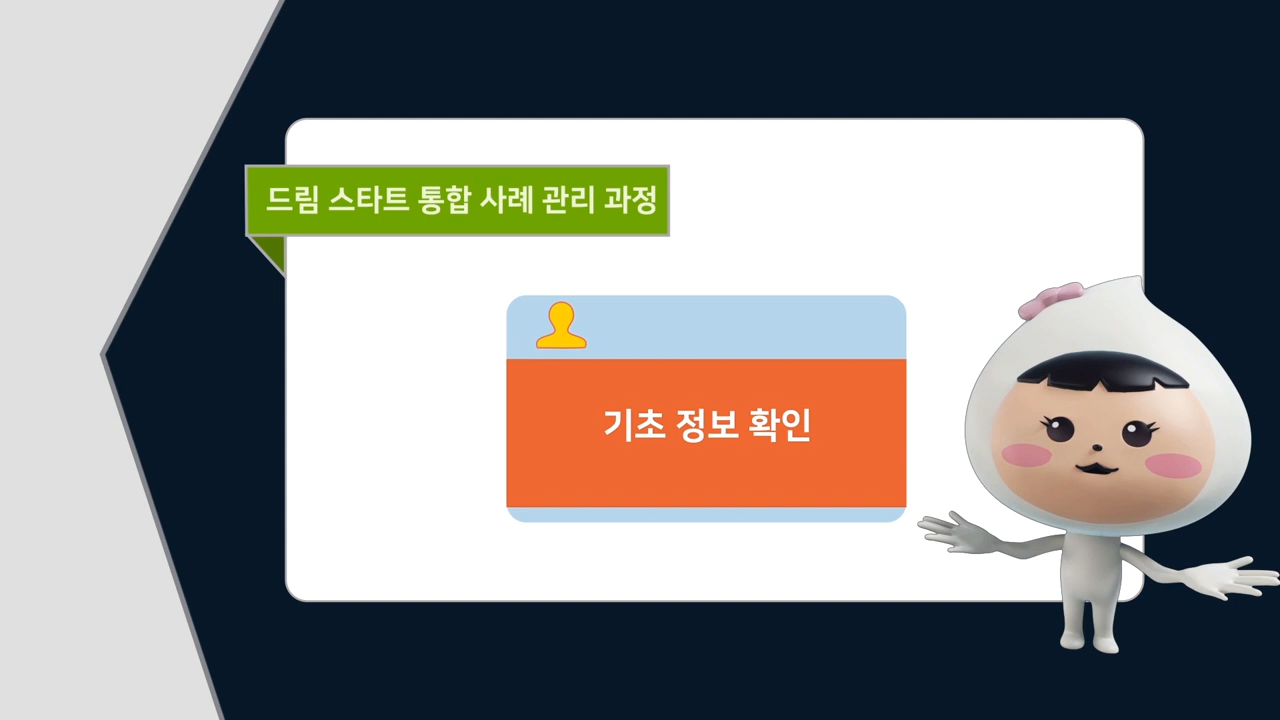 드림 스타트 통합 사례 관리 과정
기초 정보 확인